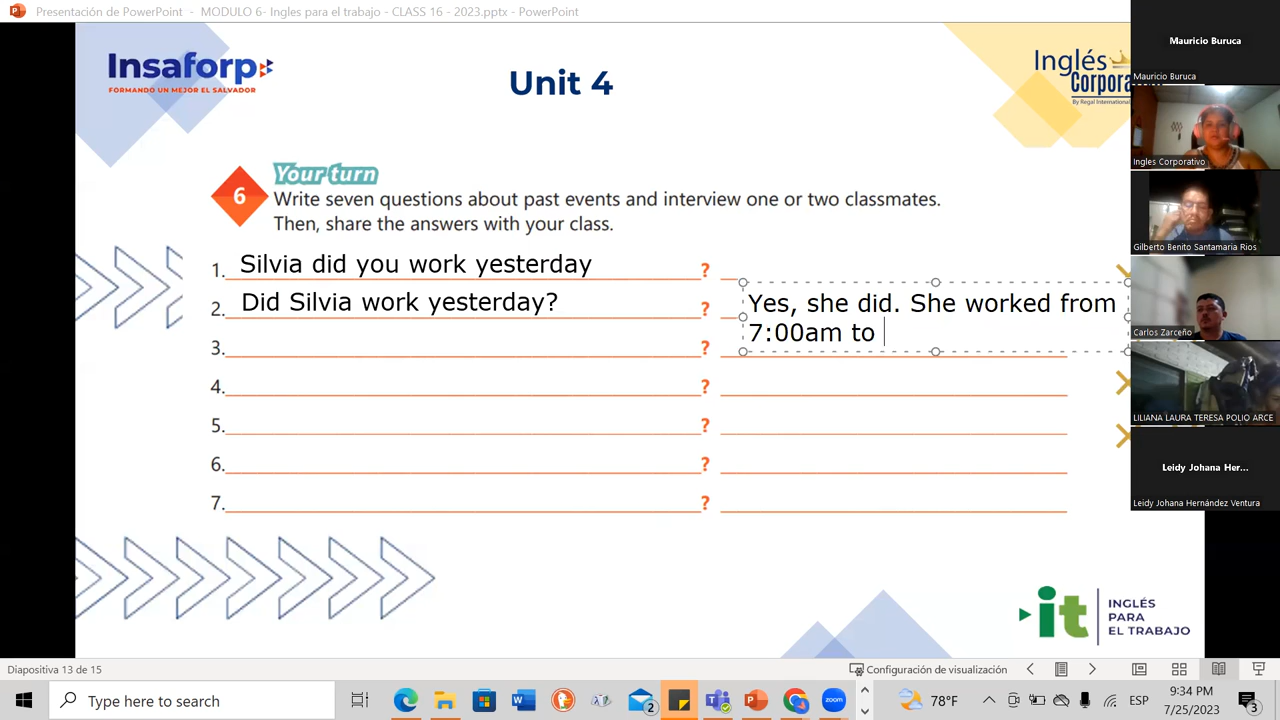 Presentación de PowerPoint - MODULO 6- Ingles para el trabajo - CLASS 16 - 2023.pptx - PowerPoint
Insaforp
FORMANDO UN MEJOR EL SALVADOR
Unit 4
Inglés
Corpora
By Regal International
6
Your turn
Write seven questions about past events and interview one or two classmates.
Then, share the answers with your class.
1. Silvia did you work yesterday ?
2. Did Silvia work yesterday? ?
Yes, she did. She worked from
7:00am to
3. ?
4. ?
5. ?
6. ?
7. ?
it
INGLÉS
PARA
EL TRABAJO
Mauricio Buruca
Mauricio Buruca
Ingles Corporativo
Gilberto Benito Santamaria Rios
Carlos Zarceño
LILIANA LAURA TERESA POLIO ARCE
Leidy Johana Her...
Leidy Johana Hernández Ventura
Diapositiva 13 de 15
Configuración de visualización
Type here to search
2
zoom
78°F
ESP
9:34 PM
7/25/2023
3